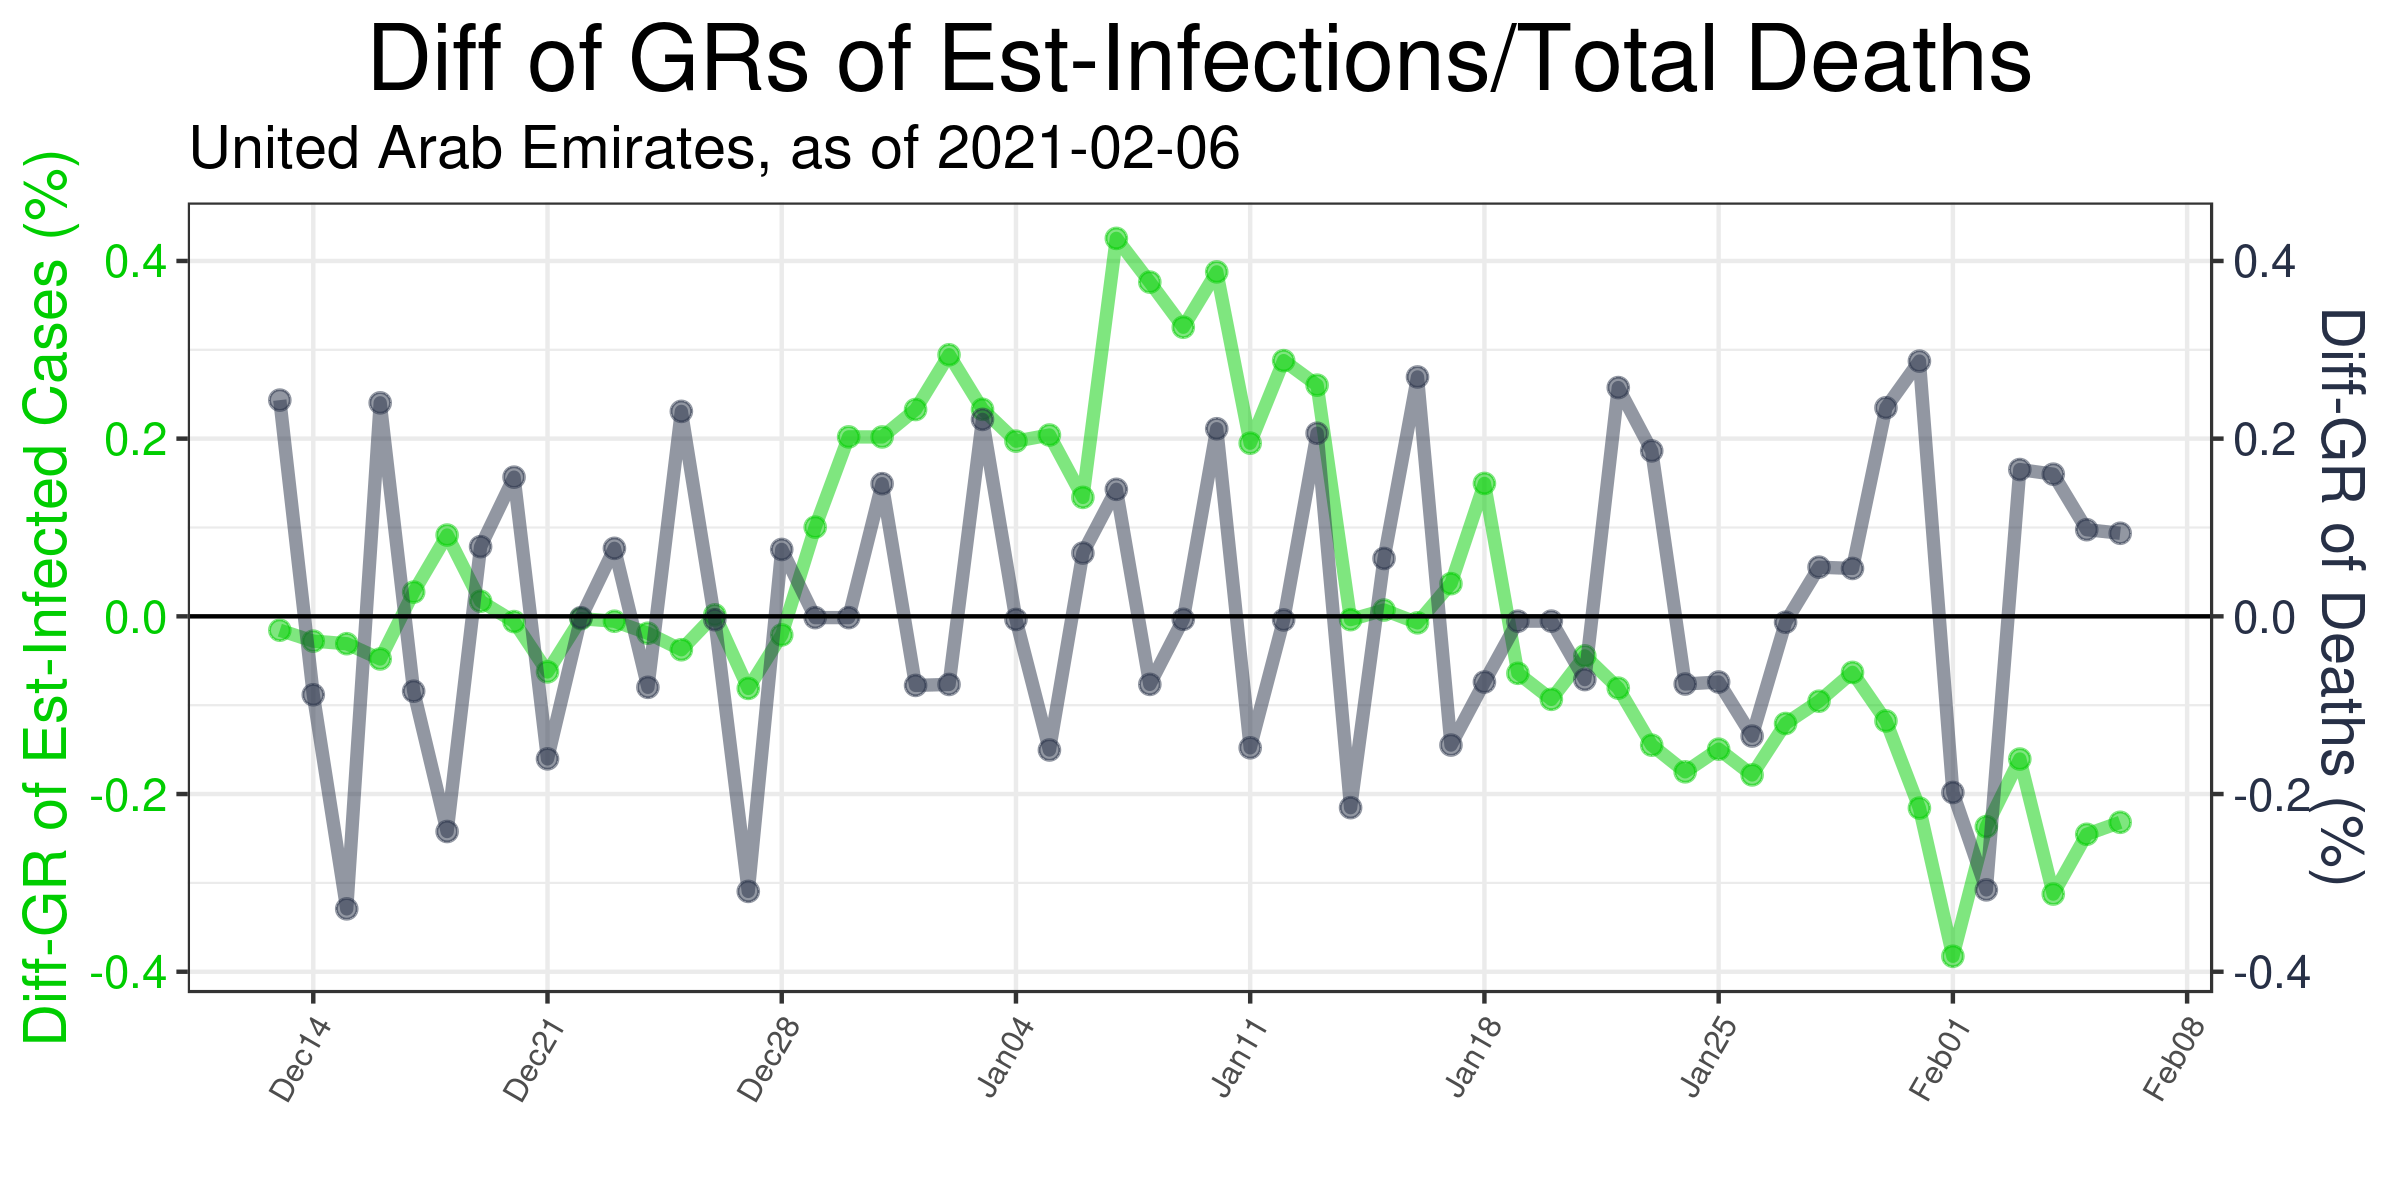 Diff of GRs of Est-Infections/Total Deaths
United Arab Emirates, as of 2021-02-06
Diff-GR of Est-Infected Cases (%)
0.4
0.2
0.0
-0.2
-0.4
0.4
0.2
0.0
-0.2
-0.4
Diff-GR of Deaths (%)
Dec14
Dec21
Dec28
Jan04
Jan11
Jan18
Jan25
Feb01
Feb08